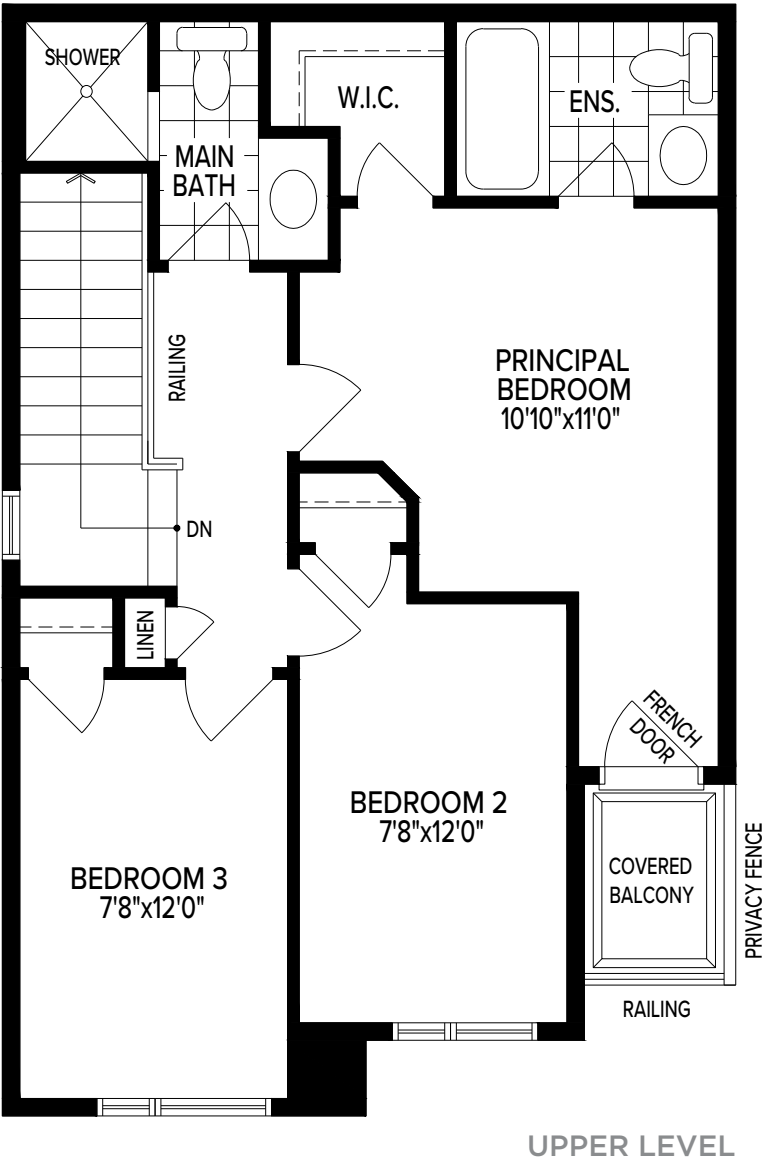 SHOWER
W.I.C.
ENS.
MAIN
BATH
RAILING
PRINCIPAL
BEDROOM
10'10"x11'0"
DN
LINEN
FRENCH
DOOR
BEDROOM 2
7'8"x12'0"
BEDROOM 3
7'8"x12'0"
COVERED
BALCONY
PRIVACY FENCE
RAILING
UPPER LEVEL